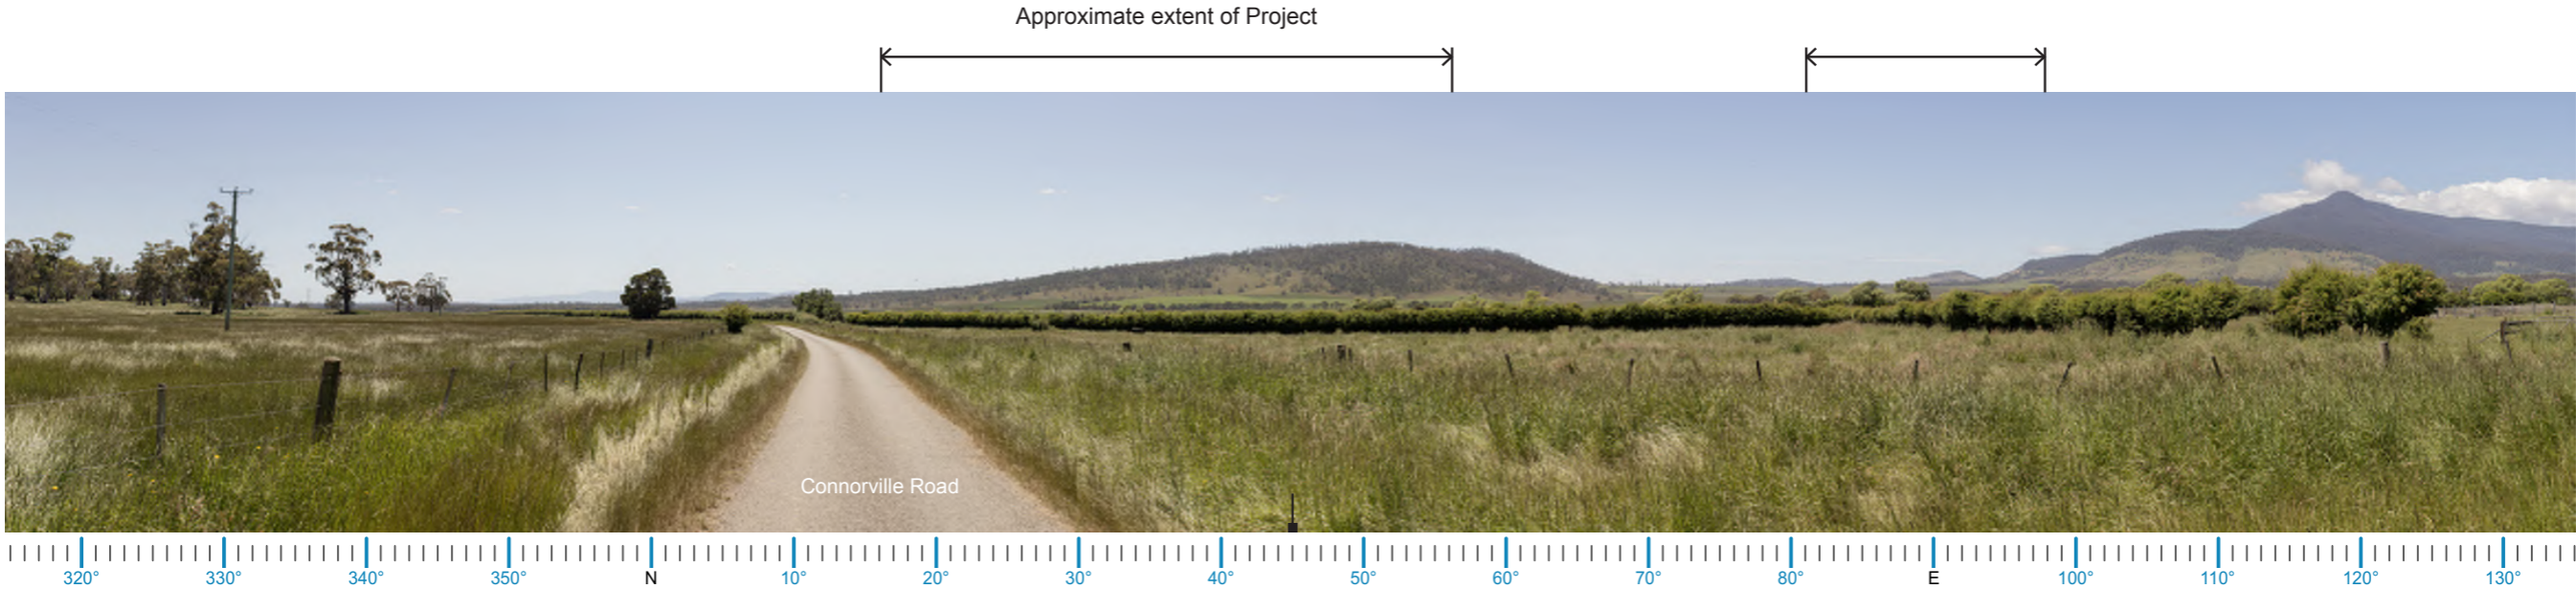 Approximate extent of Project
Connorville Road
320° 330° 340° 350° N 10° 20° 30° 40° 50° 60° 70° 80° E 100° 110° 120° 130°